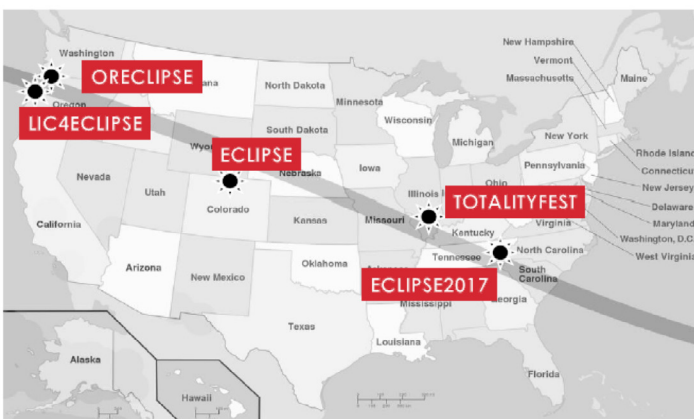 New Hampshire
Vermont
Massachusetts
Washington
Maine
ORECLIPSE
North Dakota
Minnesota
Oregon
LIC4ECLIPSE
Wisconsin
Michigan
New York
South Dakota
ECLIPSE
Rhode Island
Connecticut
Pennsylvania
Iowa
Nebraska
Ohio
New Jersey
Nevada
Utah
Illinois
TOTALITYFEST
Delaware
Colorado
Maryland
California
Kansas
Missouri
Virginia
Washington, D.C.
Kentucky
West Virginia
North Carolina
Tennessee
Oklahoma
Arizona
New Mexico
South
Carolina
ECLIPSE2017
Mississippi
Georgia
Texas
Louisiana
Alaska
Florida
Hawaii